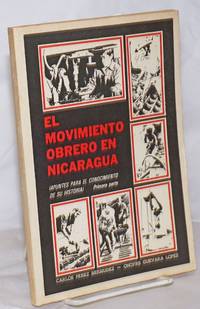 EL
MOVIMIENTO
OBRERO EN
NICARAGUA
(APUNTES PARA EL CONOCIMIENTO
DE SU HISTORIA) Primera parte
CARLOS PEREZ BERMUDEZ — ONOFRE GUEVARA LOPEZ